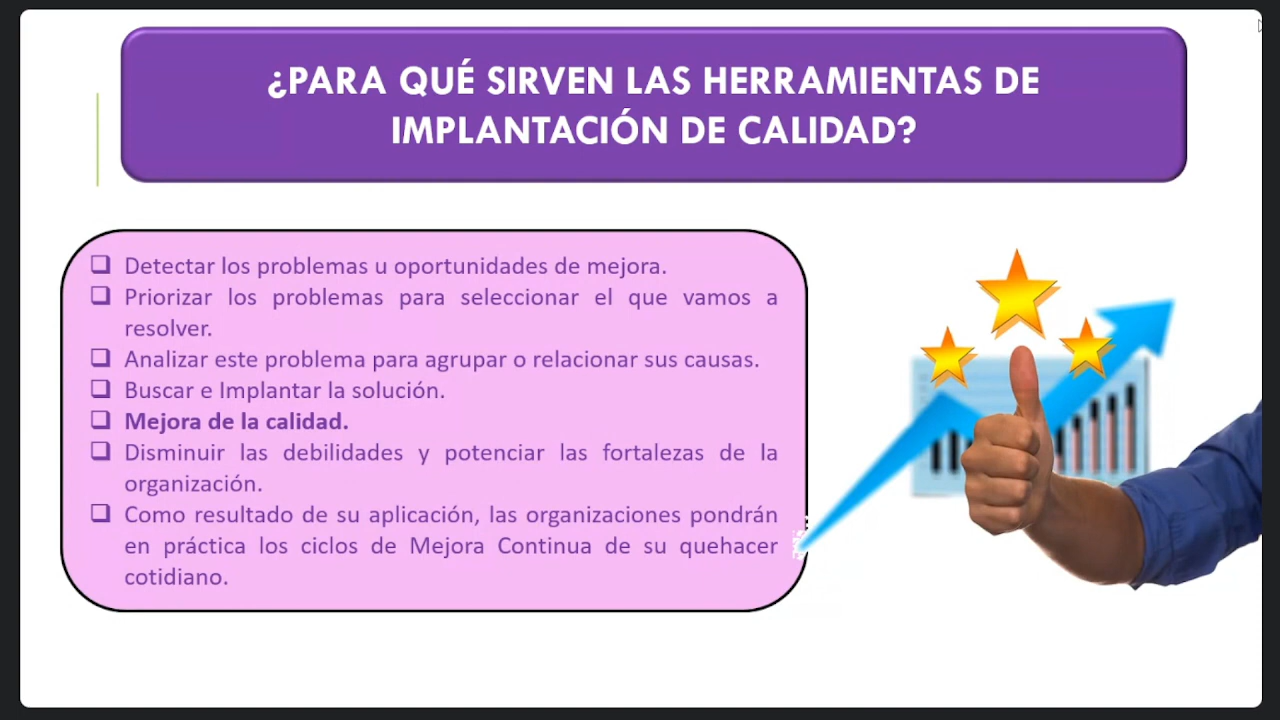 ¿PARA QUÉ SIRVEN LAS HERRAMIENTAS DE
IMPLANTACIÓN DE CALIDAD?
Detectar los problemas u oportunidades de mejora.
Priorizar los problemas para seleccionar el que vamos a
resolver.
Analizar este problema para agrupar o relacionar sus causas.
Buscar e Implantar la solución.
Mejora de la calidad.
Disminuir las debilidades y potenciar las fortalezas de la
organización.
Como resultado de su aplicación, las organizaciones pondrán
en práctica los ciclos de Mejora Continua de su quehacer
cotidiano.